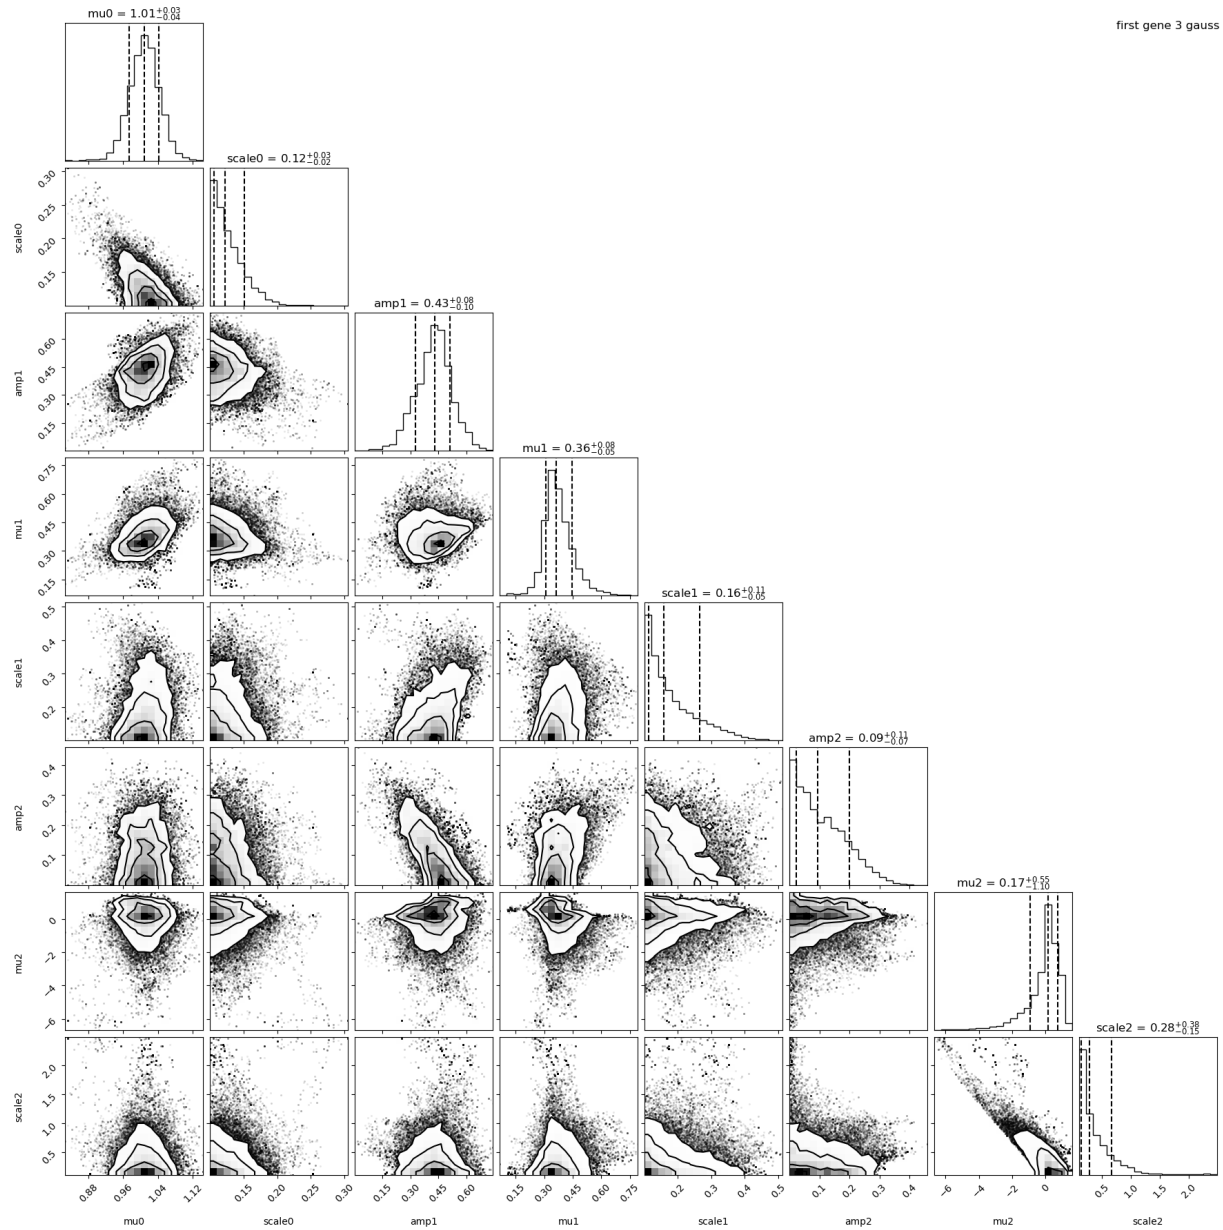 first gene 3 gauss
mu0 = 1.01+0.03−0.04
scale0 = 0.12+0.03−0.02
0.30
0.25
0.20
0.15
scale0
amp1 = 0.43+0.08−0.10
0.60
0.45
0.30
0.15
amp1
mu1 = 0.36+0.08−0.05
0.75
0.60
0.45
0.30
0.15
mu1
scale1 = 0.16+0.11−0.05
0.5
0.4
0.3
0.2
scale1
amp2 = 0.09+0.11−0.07
0.4
0.3
0.2
0.1
amp2
mu2 = 0.17+0.55−1.10
0
−2
−4
−6
mu2
scale2 = 0.28+0.38−0.15
2.0
1.5
1.0
0.5
scale2
0.88 0.96 1.04 1.12 0.15 0.20 0.25 0.30 0.15 0.30 0.45 0.60 0.15 0.30 0.45 0.60 0.75 0.2 0.3 0.4 0.5 0.1 0.2 0.3 0.4 −6 −4 −2 0 0.5 1.0 1.5 2.0
mu0 scale0 amp1 mu1 scale1 amp2 mu2 scale2